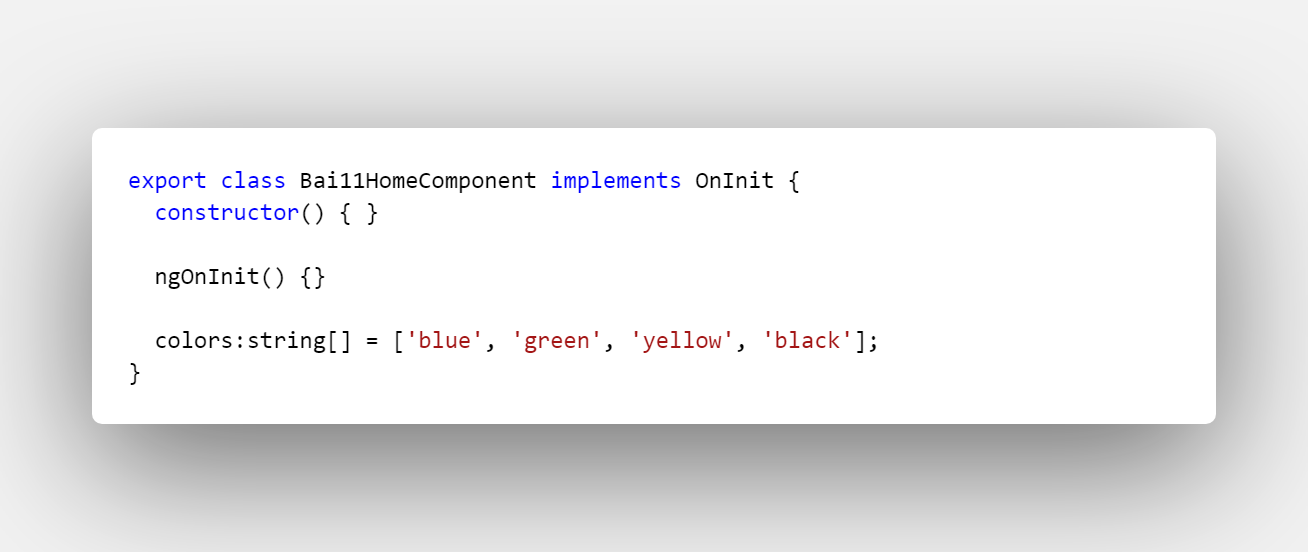 export class Bai11HomeComponent implements OnInit {
  constructor() { }
  ngOnInit() {}
  colors:string[] = ['blue', 'green', 'yellow', 'black'];
}